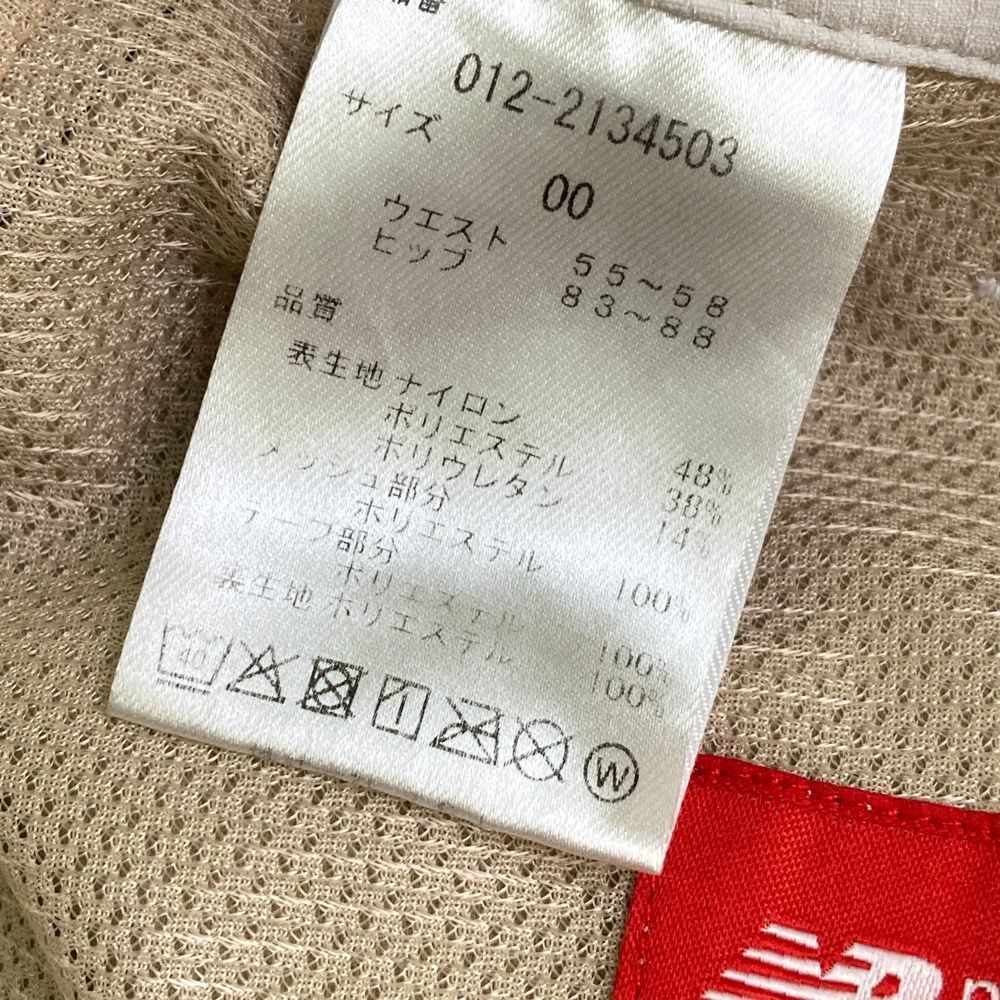 品番
012-2134503
サイズ
00
ウエスト 55～58
ヒップ 83～88
品質
表生地 ナイロン 48%
ポリエステル 38%
ポリウレタン 14%
メッシュ部分
ポリエステル 100%
テープ部分
ポリエステル 100%
表生地 ポリエステル 100%
40
W